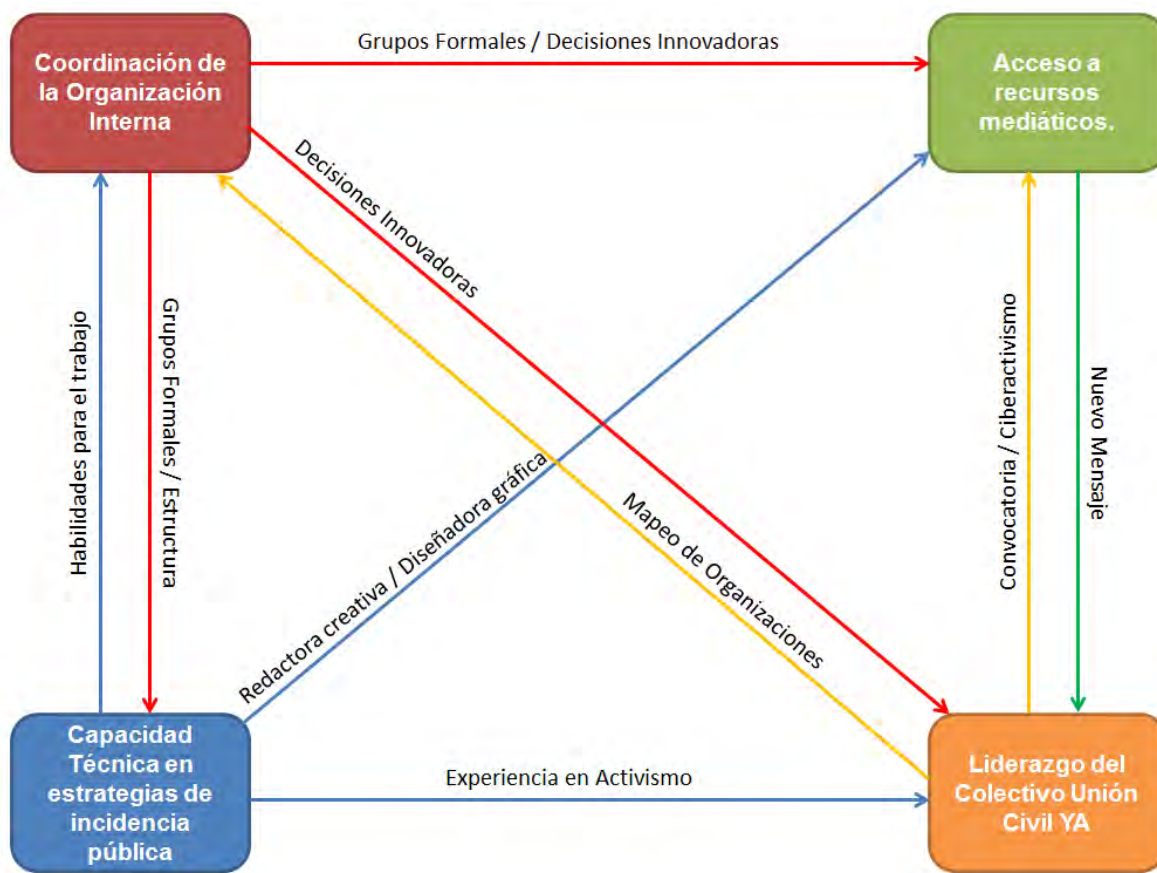 Grupos Formales / Decisiones Innovadoras
Coordinación de
la Organización
Interna
Acceso a
recursos
mediáticos.
Decisiones Innovadoras
Habilidades para el trabajo
Grupos Formales / Estructura
Redactora creativa / Diseñadora gráfica
Mapeo de Organizaciones
Convocatoria / Ciberactivismo
Nuevo Mensaje
Capacidad
Técnica en
estrategias de
incidencia
pública
Experiencia en Activismo
Liderazgo del
Colectivo Unión
Civil YA